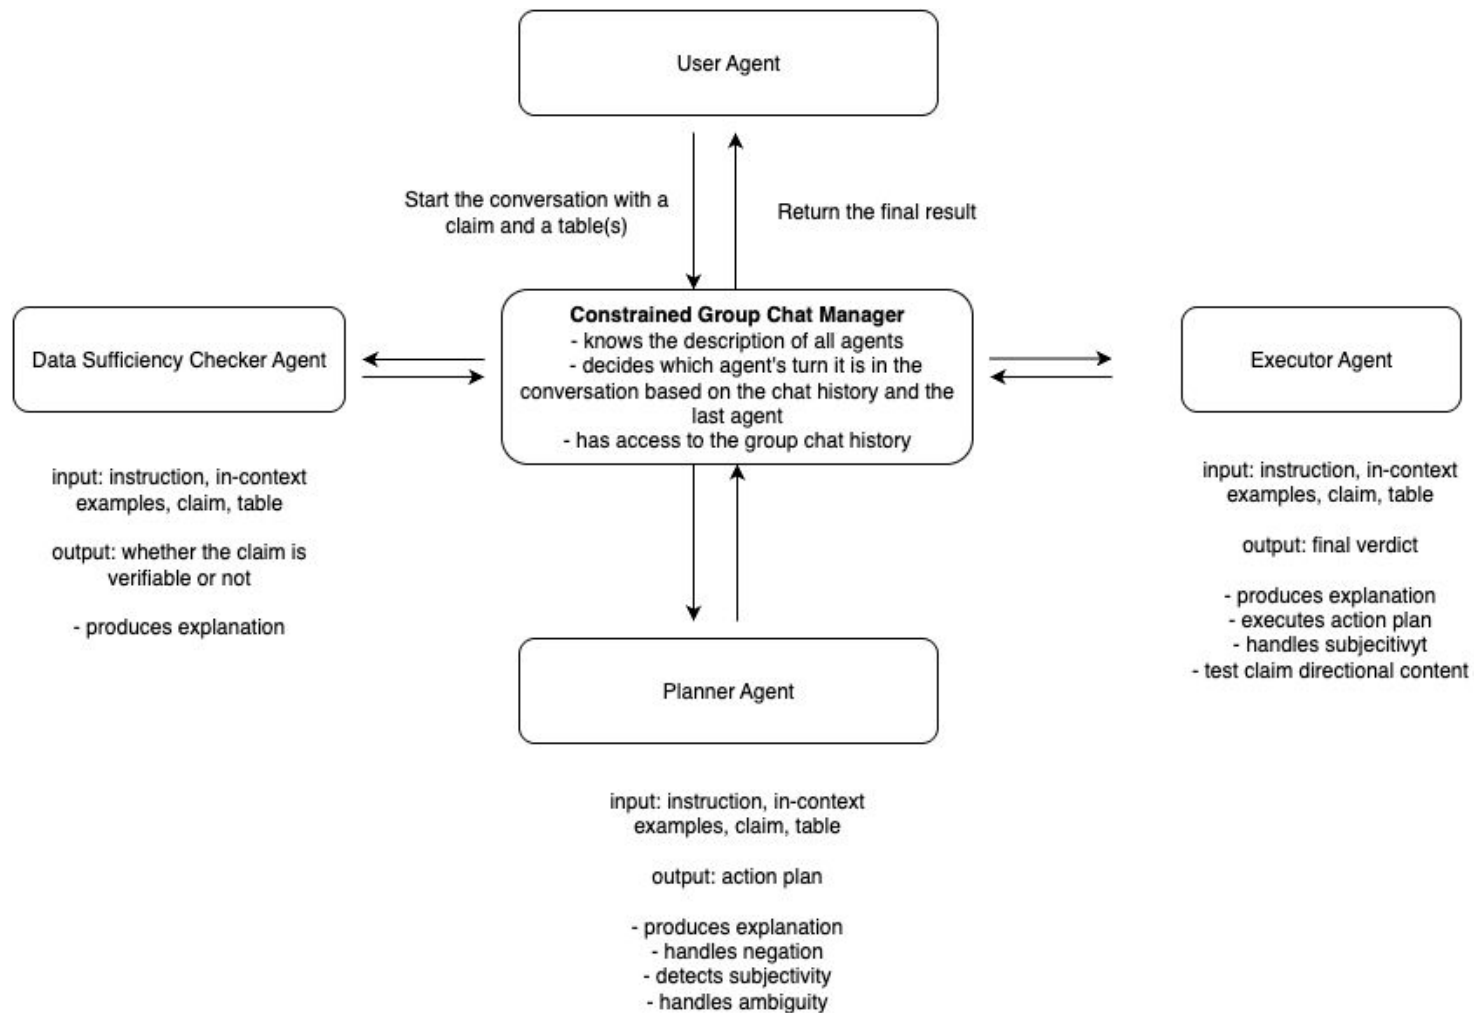 User Agent
Start the conversation with a
claim and a table(s)
Return the final result
Constrained Group Chat Manager
- knows the description of all agents
- decides which agent's turn it is in the
conversation based on the chat history and the
last agent
- has access to the group chat history
Data Sufficiency Checker Agent
input: instruction, in-context
examples, claim, table
output: whether the claim is
verifiable or not
- produces explanation
Executor Agent
input: instruction, in-context
examples, claim, table
output: final verdict
- produces explanation
- executes action plan
- handles subjecitivyt
- test claim directional content
Planner Agent
input: instruction, in-context
examples, claim, table
output: action plan
- produces explanation
- handles negation
- detects subjectivity
- handles ambiguity